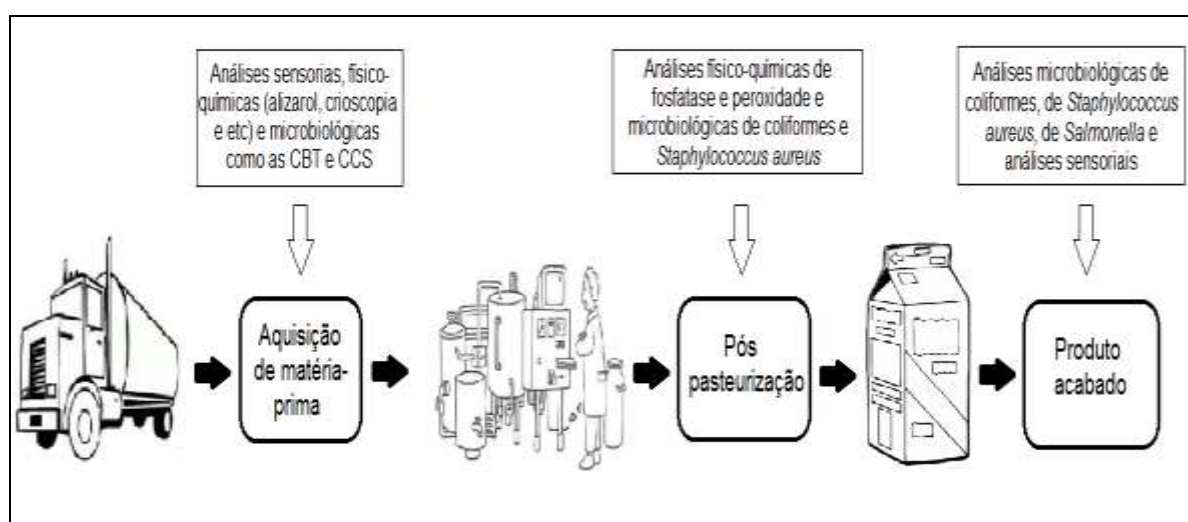 Análises sensorias, físico-
químicas (alizarol, crioscopia
e etc) e microbiológicas
como as CBT e CCS
Análises físico-químicas de
fosfatase e peroxidade e
microbiológicas de coliformes e
Staphylococcus aureus
Análises microbiológicas de
coliformes, de Staphylococcus
aureus, de Salmonella e
análises sensoriais
Aquisição
de matéria-
prima
Pós
pasteurização
Produto
acabado